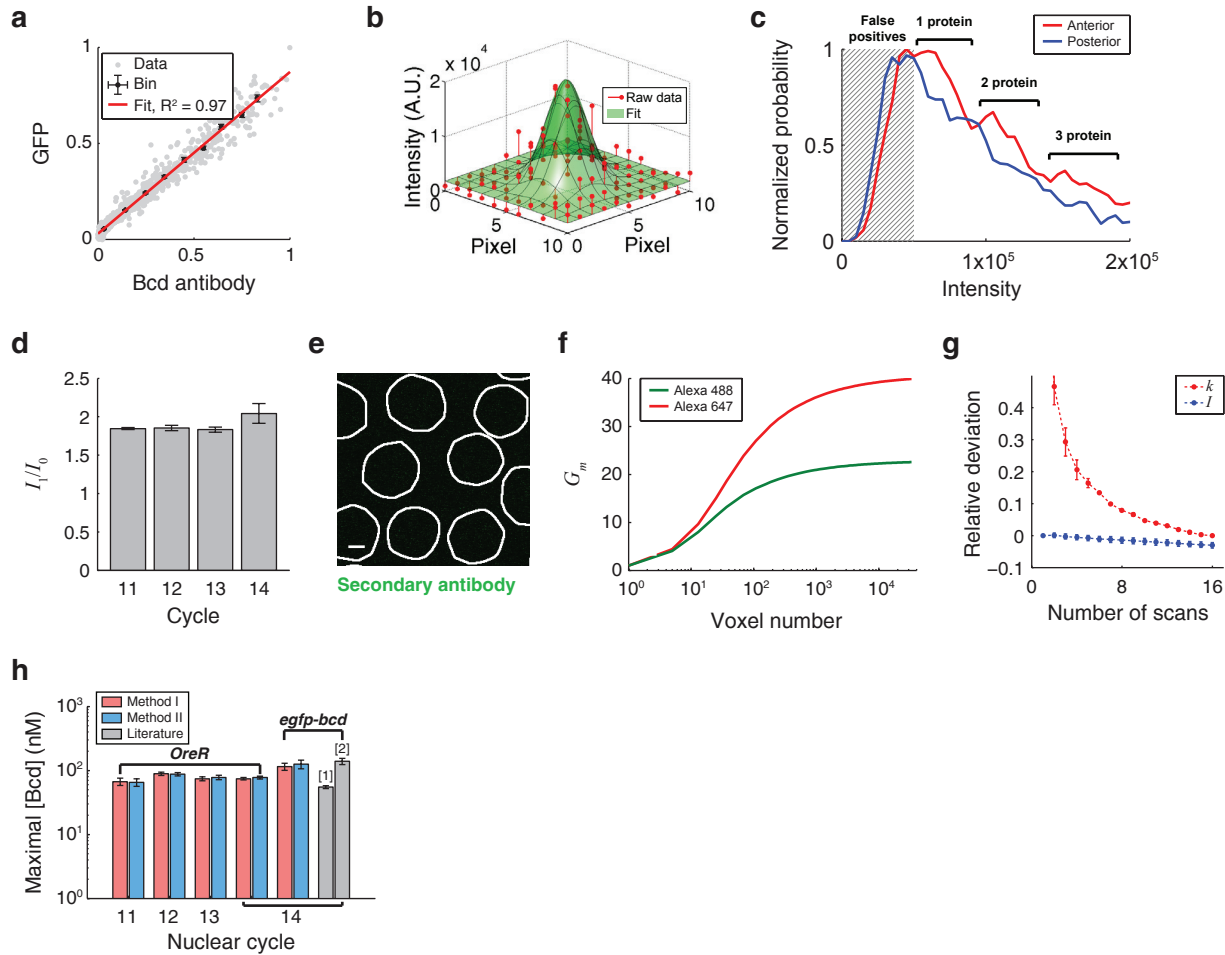 a
GFP
1
0.5
0
0
0.5
1
Bcd antibody
Data
Bin
Fit, R² = 0.97
b
Intensity (A.U.)
x 10⁴
2
1
0
0
5
10
Pixel
0
5
10
Pixel
Raw data
Fit
c
Normalized probability
1
0.5
0
0
1x10⁵
2x10⁵
Intensity
False
positives
1 protein
2 protein
3 protein
Anterior
Posterior
d
I₁/I₀
2.5
2
1.5
1
0.5
0
11
12
13
14
Cycle
e
Secondary antibody
f
Gₘ
40
20
0
10⁰
10¹
10²
10³
10⁴
Voxel number
Alexa 488
Alexa 647
g
Relative deviation
0.4
0.3
0.2
0.1
0
−0.1
0
8
16
Number of scans
k
I
h
Maximal [Bcd] (nM)
10³
10²
10¹
10⁰
Method I
Method II
Literature
OreR
egfp-bcd
[1]
[2]
11
12
13
14
Nuclear cycle